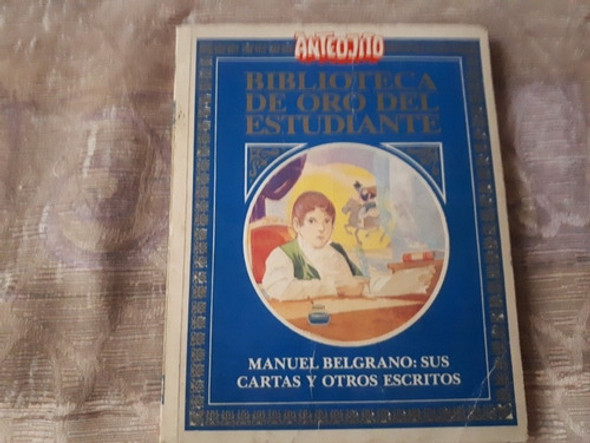 ANTEOJITO
BIBLIOTECA
DE ORO DEL
ESTUDIANTE
MANUEL BELGRANO: SUS
CARTAS Y OTROS ESCRITOS